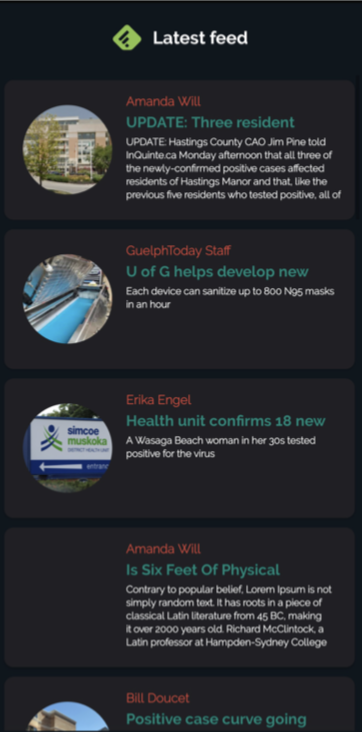 Latest feed
Amanda Will
UPDATE: Three resident
UPDATE: Hastings County CAO Jim Pine told
InQuinte.ca Monday afternoon that all three of
the newly-confirmed positive cases affected
residents of Hastings Manor and that, like the
previous five residents who tested positive, all of
GuelphToday Staff
U of G helps develop new
Each device can sanitize up to 800 N95 masks
in an hour
Erika Engel
Health unit confirms 18 new
simcoe
muskoka
DISTRICT HEALTH UNIT
entranc
A Wasaga Beach woman in her 30s tested
positive for the virus
Amanda Will
Is Six Feet Of Physical
Contrary to popular belief, Lorem Ipsum is not
simply random text. It has roots in a piece of
classical Latin literature from 45 BC, making
it over 2000 years old. Richard McClintock, a
Latin professor at Hampden-Sydney College
Bill Doucet
Positive case curve going